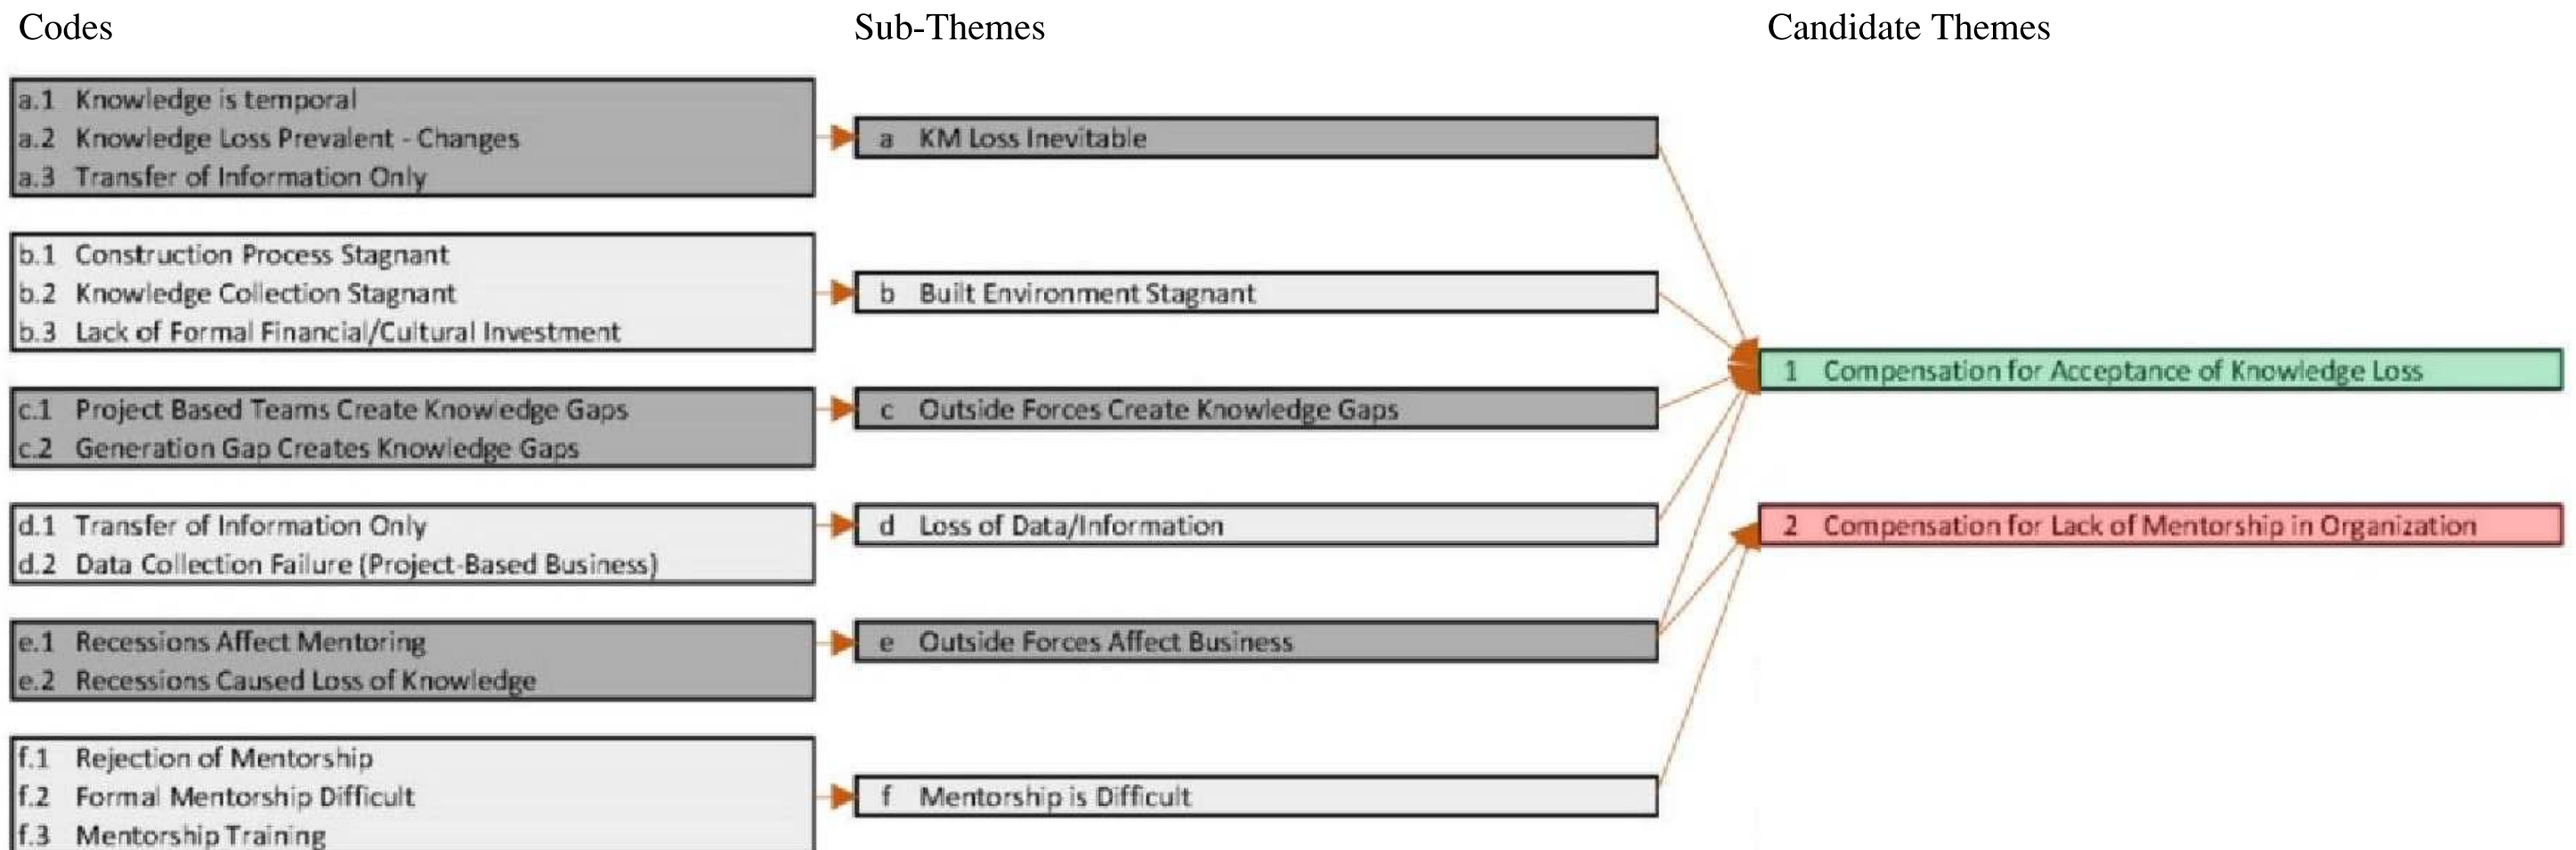 Codes
Sub-Themes
Candidate Themes
a.1 Knowledge is temporal
a.2 Knowledge Loss Prevalent - Changes
a.3 Transfer of Information Only
a KM Loss Inevitable
b.1 Construction Process Stagnant
b.2 Knowledge Collection Stagnant
b.3 Lack of Formal Financial/Cultural Investment
b Built Environment Stagnant
c.1 Project Based Teams Create Knowledge Gaps
c.2 Generation Gap Creates Knowledge Gaps
c Outside Forces Create Knowledge Gaps
d.1 Transfer of Information Only
d.2 Data Collection Failure (Project-Based Business)
d Loss of Data/Information
e.1 Recessions Affect Mentoring
e.2 Recessions Caused Loss of Knowledge
e Outside Forces Affect Business
f.1 Rejection of Mentorship
f.2 Formal Mentorship Difficult
f.3 Mentorship Training
f Mentorship is Difficult
1 Compensation for Acceptance of Knowledge Loss
2 Compensation for Lack of Mentorship in Organization